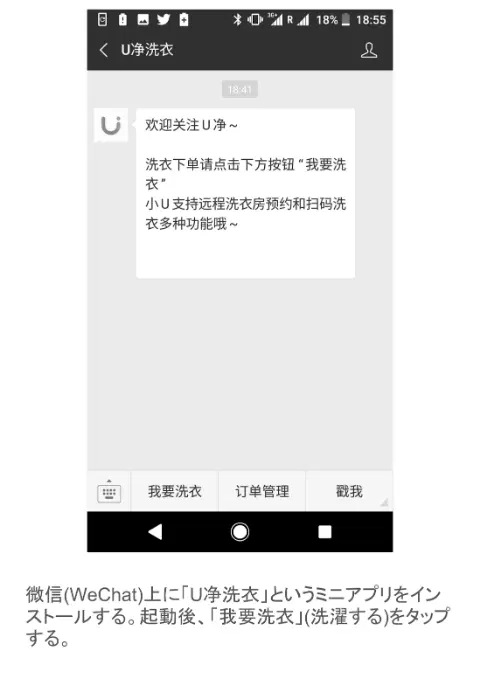 3G+ R 18% 18:55
U净洗衣
18:41
欢迎关注U净~
洗衣下单请点击下方按钮“我要洗
衣”
小U支持远程洗衣房预约和扫码洗
衣多种功能哦~
我要洗衣 订单管理 戳我
微信(WeChat)上に「U净洗衣」というミニアプリをイン
ストールする。起動後、「我要洗衣」(洗濯する)をタップ
する。